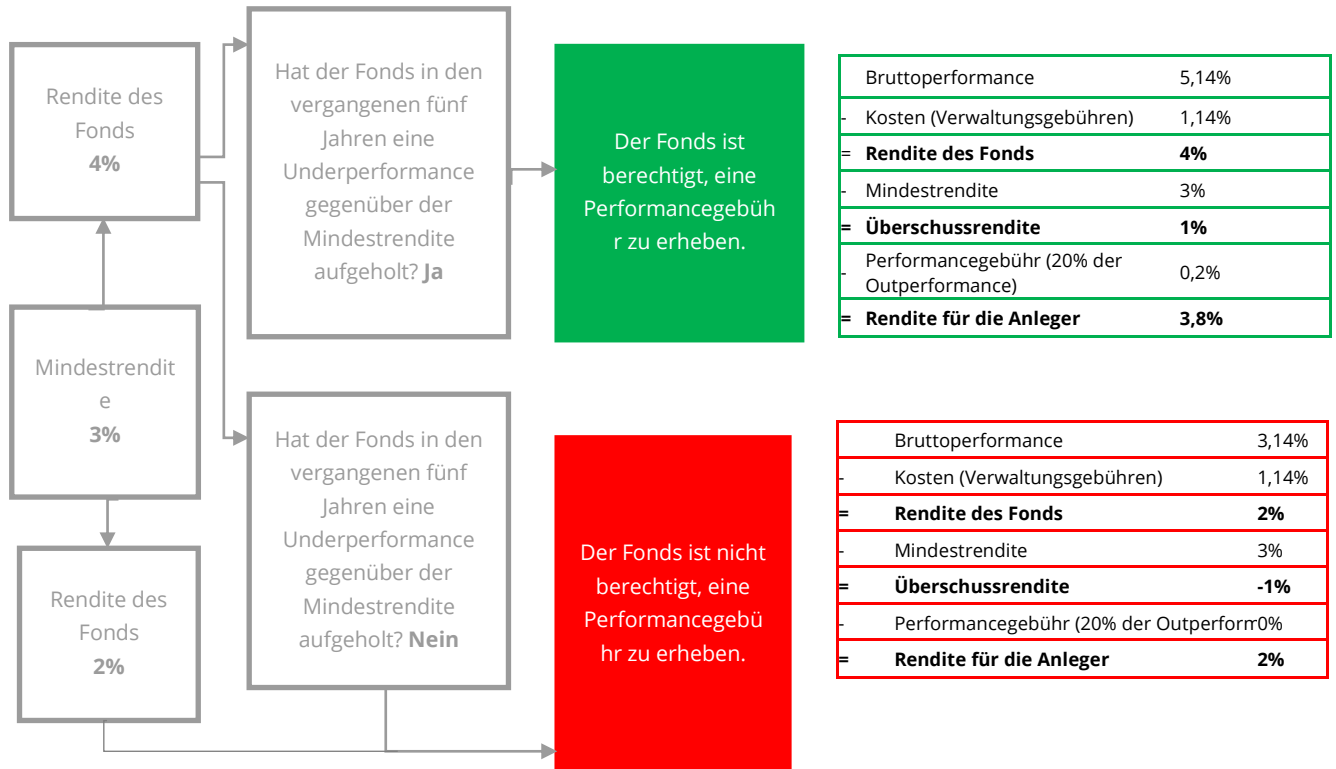 Rendite des
Fonds
4%
Mindestrendit
e
3%
Rendite des
Fonds
2%
Hat der Fonds in den
vergangenen fünf
Jahren eine
Underperformance
gegenüber der
Mindestrendite
aufgeholt? Ja
Hat der Fonds in den
vergangenen fünf
Jahren eine
Underperformance
gegenüber der
Mindestrendite
aufgeholt? Nein
Der Fonds ist
berechtigt, eine
Performancegebüh
r zu erheben.
Der Fonds ist nicht
berechtigt, eine
Performancegebü
hr zu erheben.
Bruttoperformance 5,14%
- Kosten (Verwaltungsgebühren) 1,14%
= Rendite des Fonds 4%
- Mindestrendite 3%
= Überschussrendite 1%
- Performancegebühr (20% der
Outperformance) 0,2%
= Rendite für die Anleger 3,8%
Bruttoperformance 3,14%
- Kosten (Verwaltungsgebühren) 1,14%
= Rendite des Fonds 2%
- Mindestrendite 3%
= Überschussrendite -1%
- Performancegebühr (20% der Outperform 0%
= Rendite für die Anleger 2%